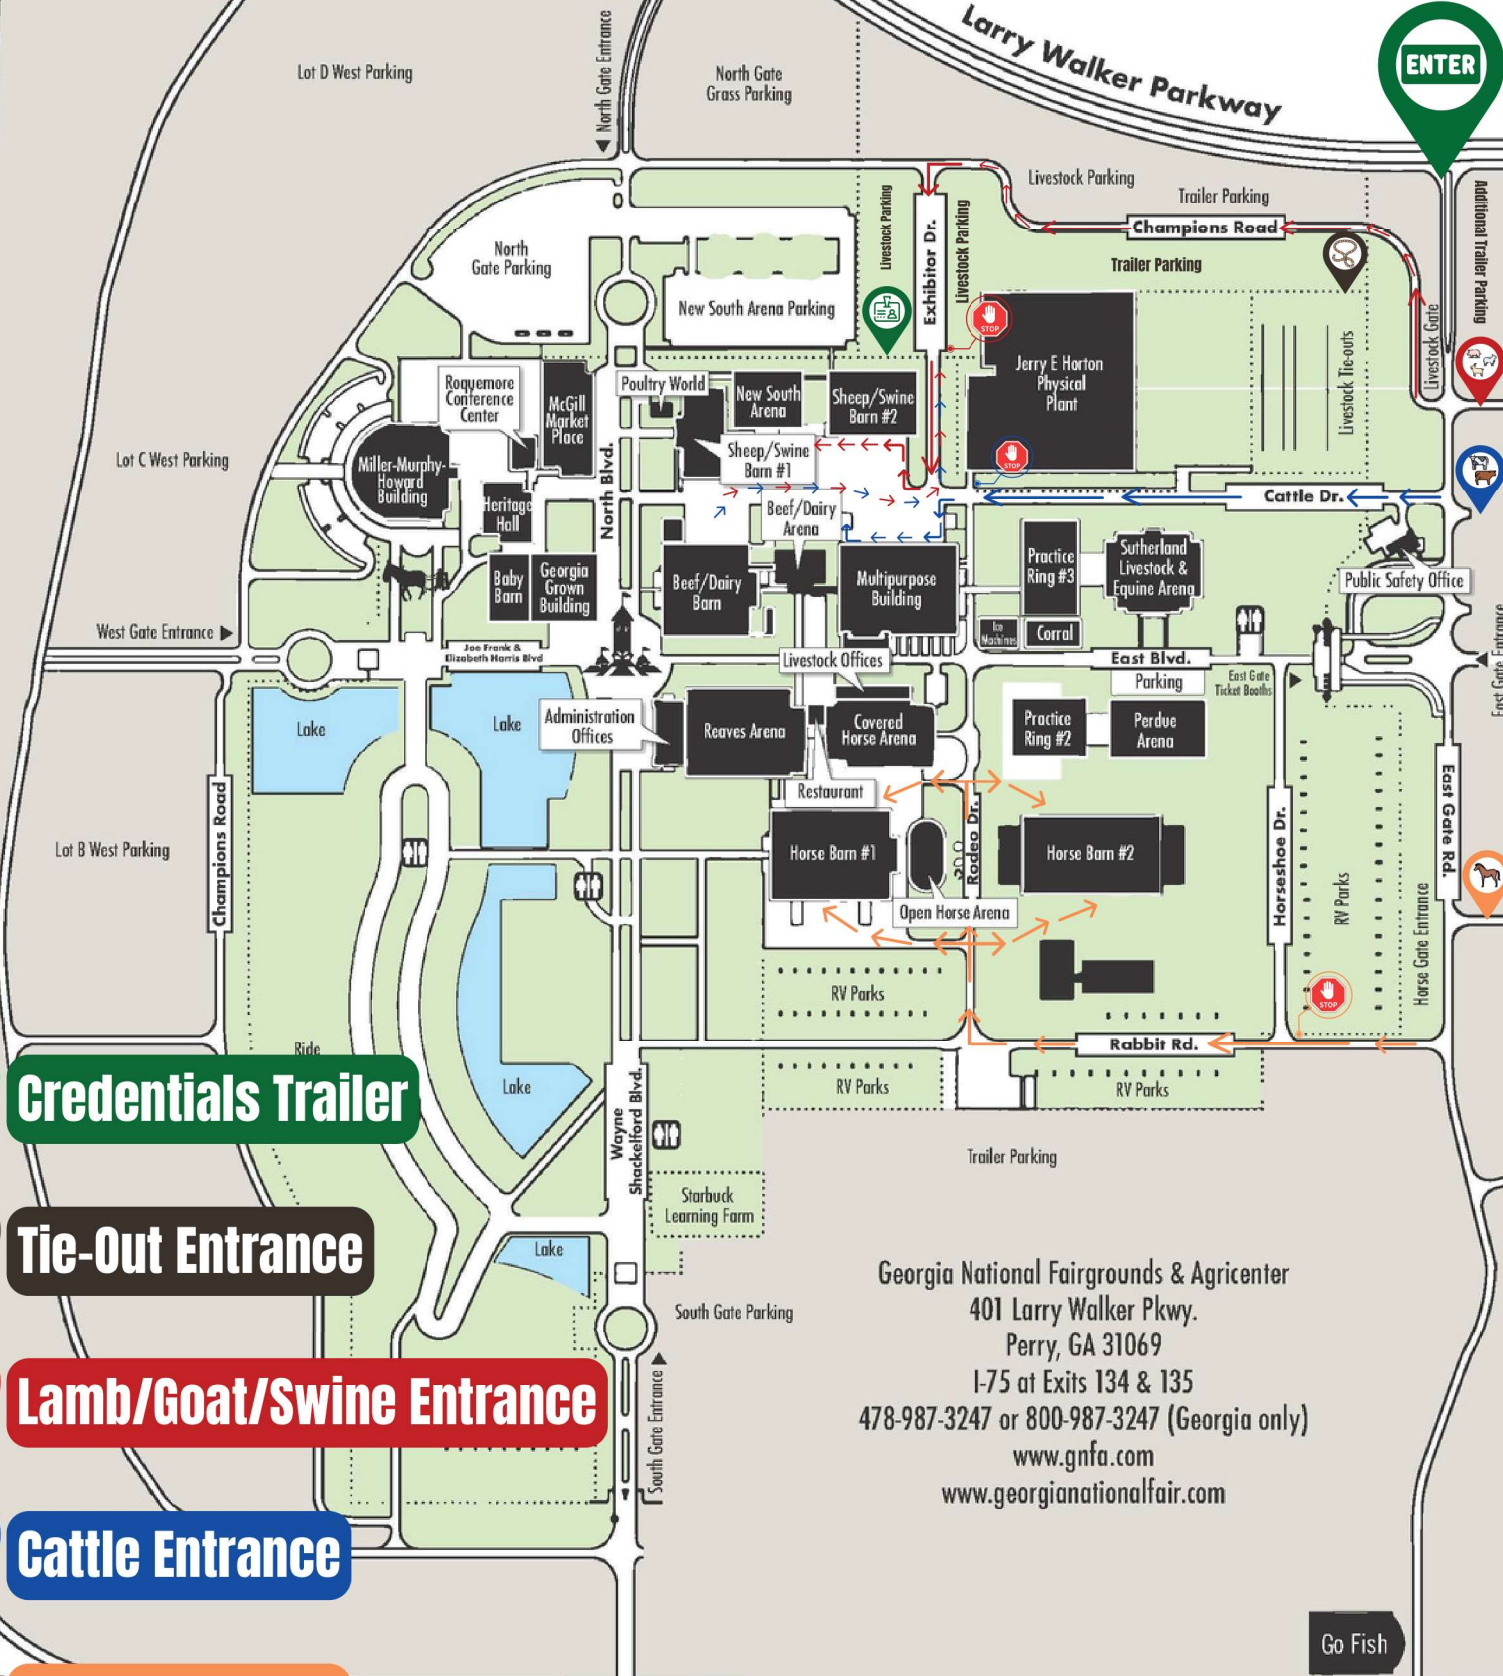 Larry Walker Parkway
ENTER
Lot D West Parking
North Gate Entrance
North Gate
Grass Parking
Livestock Parking
Trailer Parking
Additional Trailer Parking
Champions Road
Livestock Parking
Exhibitor Dr.
Livestock Parking
Trailer Parking
North
Gate Parking
New South Arena Parking
STOP
Livestock Gate
Livestock Tie-outs
Jerry E Horton
Physical
Plant
Roquemore
Conference
Center
McGill
Market
Place
Poultry World
New South
Arena
Sheep/Swine
Barn #2
Sheep/Swine
Barn #1
Lot C West Parking
Miller-Murphy-
Howard
Building
Heritage
Hall
North Blvd.
STOP
Cattle Dr.
Beef/Dairy
Arena
Baby
Barn
Georgia
Grown
Building
Beef/Dairy
Barn
Multipurpose
Building
Practice
Ring #3
Sutherland
Livestock &
Equine Arena
Public Safety Office
Ice
Machines
Corral
West Gate Entrance
Joe Frank &
Elizabeth Harris Blvd
Livestock Offices
East Blvd.
Parking
East Gate
Ticket Booths
East Gate Entrance
Lake
Lake
Administration
Offices
Reaves Arena
Covered
Horse Arena
Practice
Ring #2
Perdue
Arena
Restaurant
Champions Road
Lot B West Parking
Horse Barn #1
Rodeo Dr.
Horse Barn #2
Horseshoe Dr.
RV Parks
East Gate Rd.
Horse Gate Entrance
Open Horse Arena
RV Parks
STOP
Rabbit Rd.
Ride
Lake
RV Parks
RV Parks
Credentials Trailer
Wayne
Shackelford Blvd.
Trailer Parking
Starbuck
Learning Farm
Tie-Out Entrance
Lake
South Gate Parking
Georgia National Fairgrounds & Agricenter
401 Larry Walker Pkwy.
Perry, GA 31069
I-75 at Exits 134 & 135
478-987-3247 or 800-987-3247 (Georgia only)
www.gnfa.com
www.georgianationalfair.com
Lamb/Goat/Swine Entrance
South Gate Entrance
Cattle Entrance
Go Fish